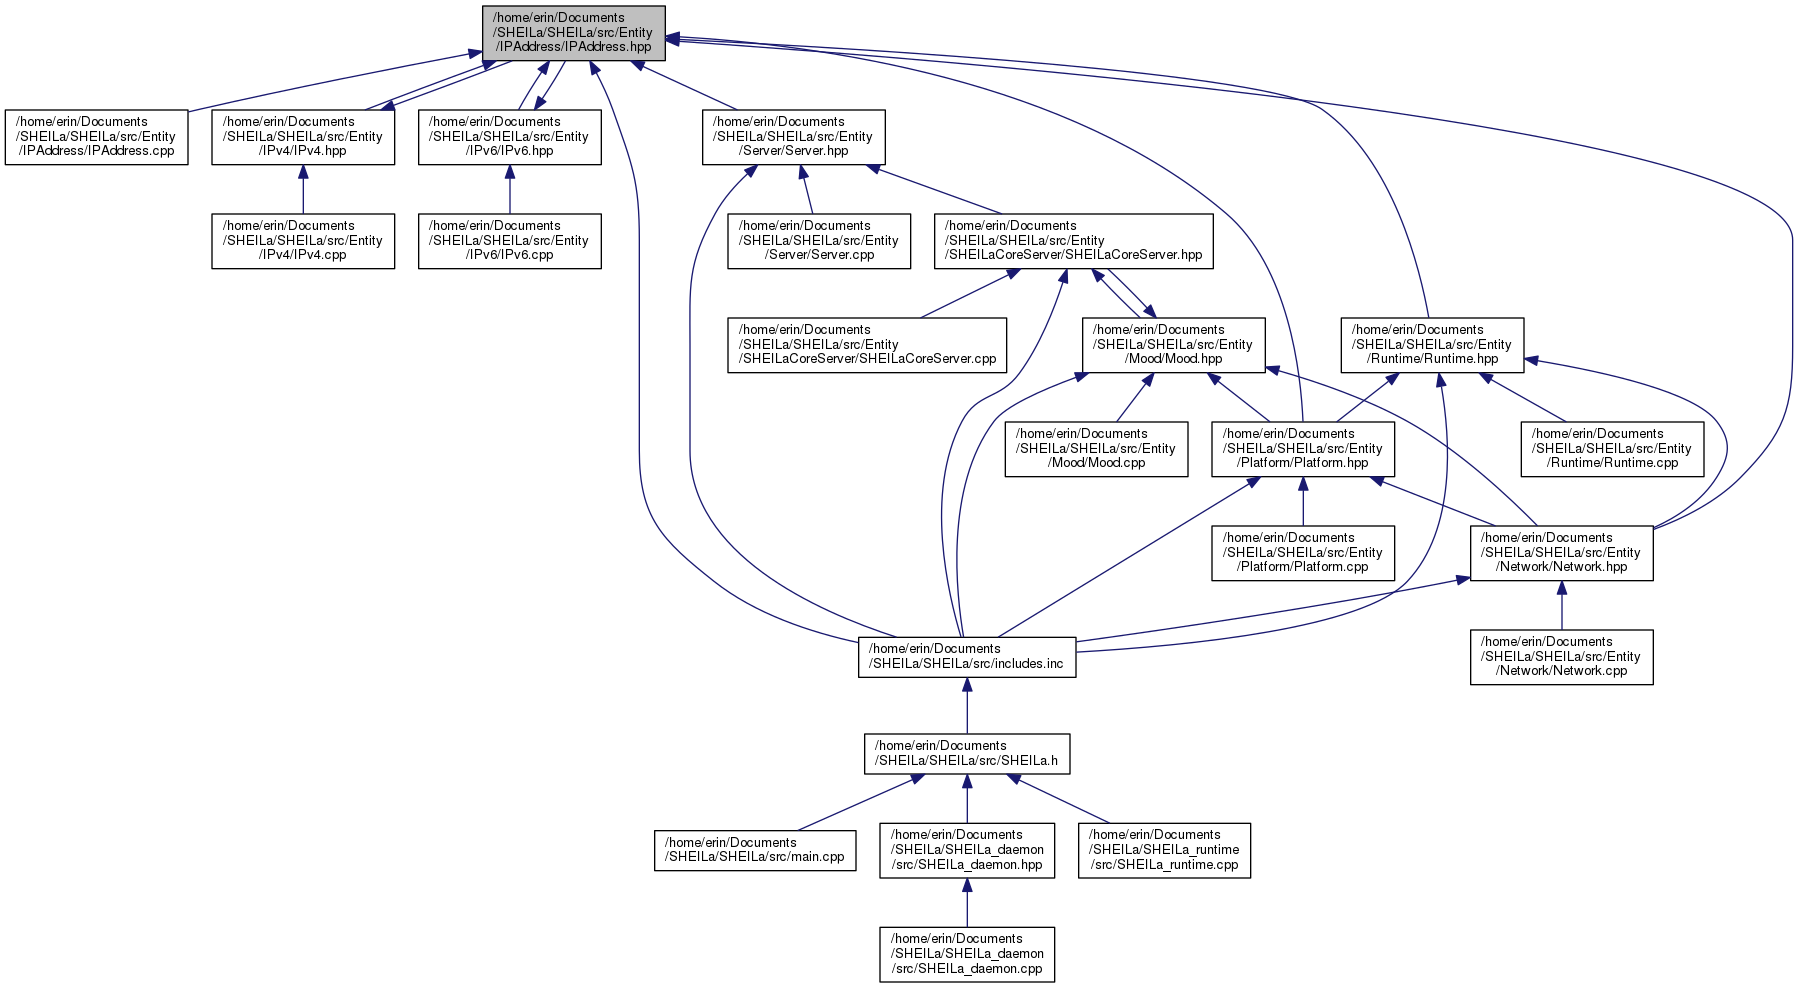 /home/erin/Documents
/SHEILa/SHEILa/src/Entity
/IPAddress/IPAddress.hpp
/home/erin/Documents
/SHEILa/SHEILa/src/Entity
/IPAddress/IPAddress.cpp
/home/erin/Documents
/SHEILa/SHEILa/src/Entity
/IPv4/IPv4.hpp
/home/erin/Documents
/SHEILa/SHEILa/src/Entity
/IPv6/IPv6.hpp
/home/erin/Documents
/SHEILa/SHEILa/src/Entity
/Server/Server.hpp
/home/erin/Documents
/SHEILa/SHEILa/src/Entity
/IPv4/IPv4.cpp
/home/erin/Documents
/SHEILa/SHEILa/src/Entity
/IPv6/IPv6.cpp
/home/erin/Documents
/SHEILa/SHEILa/src/Entity
/Server/Server.cpp
/home/erin/Documents
/SHEILa/SHEILa/src/Entity
/SHEILaCoreServer/SHEILaCoreServer.hpp
/home/erin/Documents
/SHEILa/SHEILa/src/Entity
/SHEILaCoreServer/SHEILaCoreServer.cpp
/home/erin/Documents
/SHEILa/SHEILa/src/Entity
/Mood/Mood.hpp
/home/erin/Documents
/SHEILa/SHEILa/src/Entity
/Runtime/Runtime.hpp
/home/erin/Documents
/SHEILa/SHEILa/src/Entity
/Mood/Mood.cpp
/home/erin/Documents
/SHEILa/SHEILa/src/Entity
/Platform/Platform.hpp
/home/erin/Documents
/SHEILa/SHEILa/src/Entity
/Runtime/Runtime.cpp
/home/erin/Documents
/SHEILa/SHEILa/src/Entity
/Platform/Platform.cpp
/home/erin/Documents
/SHEILa/SHEILa/src/Entity
/Network/Network.hpp
/home/erin/Documents
/SHEILa/SHEILa/src/includes.inc
/home/erin/Documents
/SHEILa/SHEILa/src/Entity
/Network/Network.cpp
/home/erin/Documents
/SHEILa/SHEILa/src/SHEILa.h
/home/erin/Documents
/SHEILa/SHEILa/src/main.cpp
/home/erin/Documents
/SHEILa/SHEILa_daemon
/src/SHEILa_daemon.hpp
/home/erin/Documents
/SHEILa/SHEILa_runtime
/src/SHEILa_runtime.cpp
/home/erin/Documents
/SHEILa/SHEILa_daemon
/src/SHEILa_daemon.cpp